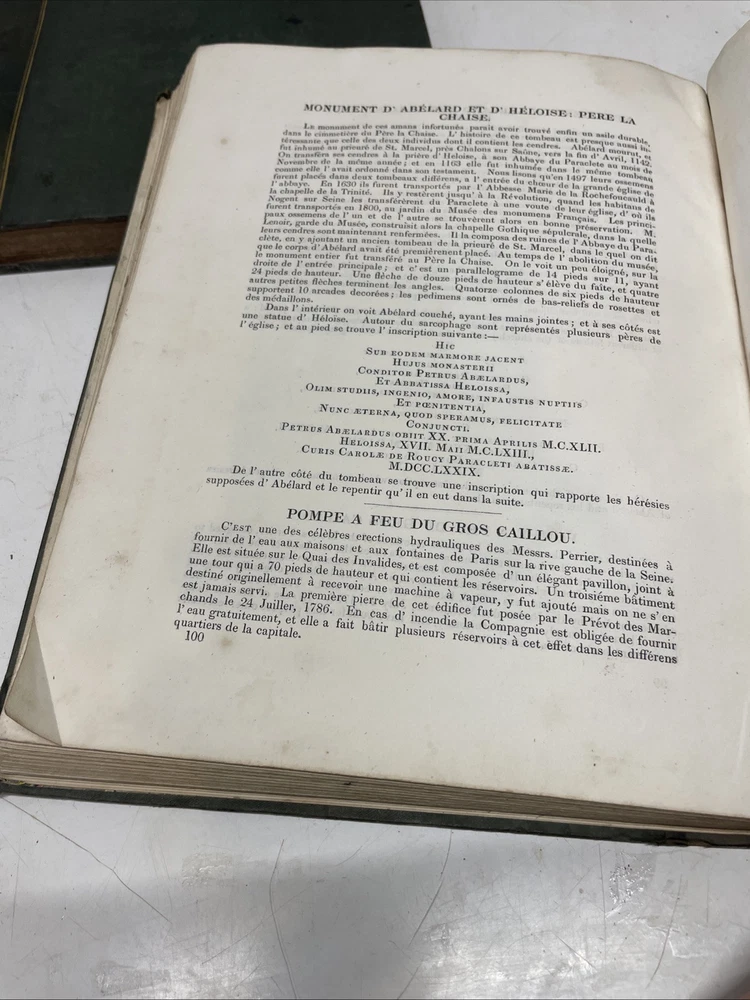 MONUMENT D' ABÉLARD ET D' HÉLOISE: PERE LA
CHAISE.
Le monument de ces amans infortunés parait avoir trouvé enfin un asile durable,
dans le cimmetière du Père la Chaise. L' histoire de ce tombeau est presque aussi in-
téressante que celle des deux individus dont il contient les cendres. Abélard mourut, et
fut inhumé au prieuré de St. Marcel, près Chalons sur Saône, vers la fin d' Avril, 1142.
On transféra ses cendres à la prière d' Heloise, à son Abbaye du Paraclete au mois de
Novembre de la même année; et en 1163 elle fut inhumée dans le même tombeau
comme elle l' avait ordonné dans son testament. Nous lisons qu'en 1497 leurs ossemens
furent placés dans deux tombeaux différens, a l' entrée du chœur de la grande église de
l' abbaye. En 1630 ils furent transportés par l' Abbesse Marie de la Rochefoucauld à
la chapelle de la Trinité. Ils y restèrent jusqu' à la Révolution, quand les habitans de
Nogent sur Seine les transférèrent du Paraclete à une voute de leur église, d' où ils
furent transportés en 1800, au jardin du Musée des monumens Français. Les princi-
paux ossemens de l' un et de l' autre se trouvèrent alors en bonne préservation. M.
Lenoir, garde du Musée, construisit alors la chapelle Gothique sépulcrale, dans la quelle
leurs cendres sont maintenant renfermées. Il la composa des ruines de l' Abbaye du Para-
clète, en y ajoutant un ancien tombeau de la prieuré de St. Marcel, dans le quel on dit
que le corps d' Abélard avait été premièrement placé. Au temps de l' abolition du musée,
le monument entier fut transféré au Père la Chaise. On le voit un peu éloigné, sur la
droite de l' entrée principale; et c'est un parallelograme de 14 pieds sur 11, ayant
24 pieds de hauteur. Une flèche de douze pieds de hauteur s' élève du faîte, et quatre
autres petites flèches terminent les angles. Quatorze colonnes de six pieds de hauteur
supportent 10 arcades decorées; les pedimens sont ornés de bas-reliefs de rosettes et
des médaillons.
Dans l' intérieur on voit Abélard couché, ayant les mains jointes; et à ses côtés est
une statue d' Héloise. Autour du sarcophage sont représentés plusieurs pères de
l' église; et au pied se trouve l' inscription suivante:—
Hic
Sub eodem marmore jacent
Hujus monasterii
Conditor Petrus Abælardus,
Et Abbatissa Heloissa,
Olim studiis, ingenio, amore, infaustis nuptiis
Et pœnitentia,
Nunc æterna, quod speramus, felicitate
Conjuncti.
Petrus Abælardus obiit XX. prima Aprilis M.C.XLII.
Heloissa, XVII. Maii M.C.LXIII.,
Curis Carolæ de Roucy Paracleti abatissæ.
M.DCC.LXXIX.
De l' autre côté du tombeau se trouve une inscription qui rapporte les hérésies
supposées d' Abélard et le repentir qu' il en eut dans la suite.
POMPE A FEU DU GROS CAILLOU.
C'est une des célèbres erections hydrauliques des Messrs. Perrier, destinées à
fournir de l' eau aux maisons et aux fontaines de Paris sur la rive gauche de la Seine.
Elle est située sur le Quai des Invalides, et est composée d' un élégant pavillon, joint à
une tour qui a 70 pieds de hauteur et qui contient les réservoirs. Un troisième bâtiment
destiné originellement à recevoir une machine à vapeur, y fut ajouté mais on ne s' en
est jamais servi. La première pierre de cet édifice fut posée par le Prévot des Mar-
chands le 24 Juiller, 1786. En cas d' incendie la Compagnie est obligée de fournir
l' eau gratuitement, et elle a fait bâtir plusieurs réservoirs à cet èffet dans les différens
quartiers de la capitale.
100